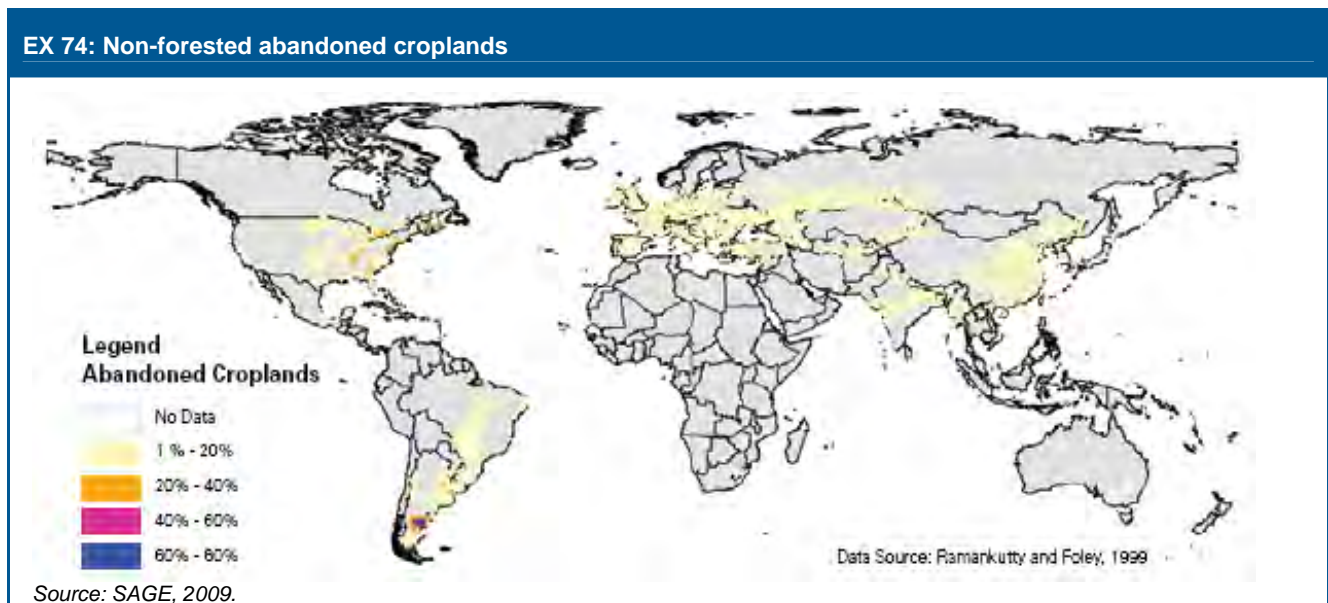 EX 74: Non-forested abandoned croplands
Legend
Abandoned Croplands
No Data
1 % - 20%
20% - 40%
40% - 60%
60% - 80%
Data Source: Ramankutty and Foley, 1999
Source: SAGE, 2009.